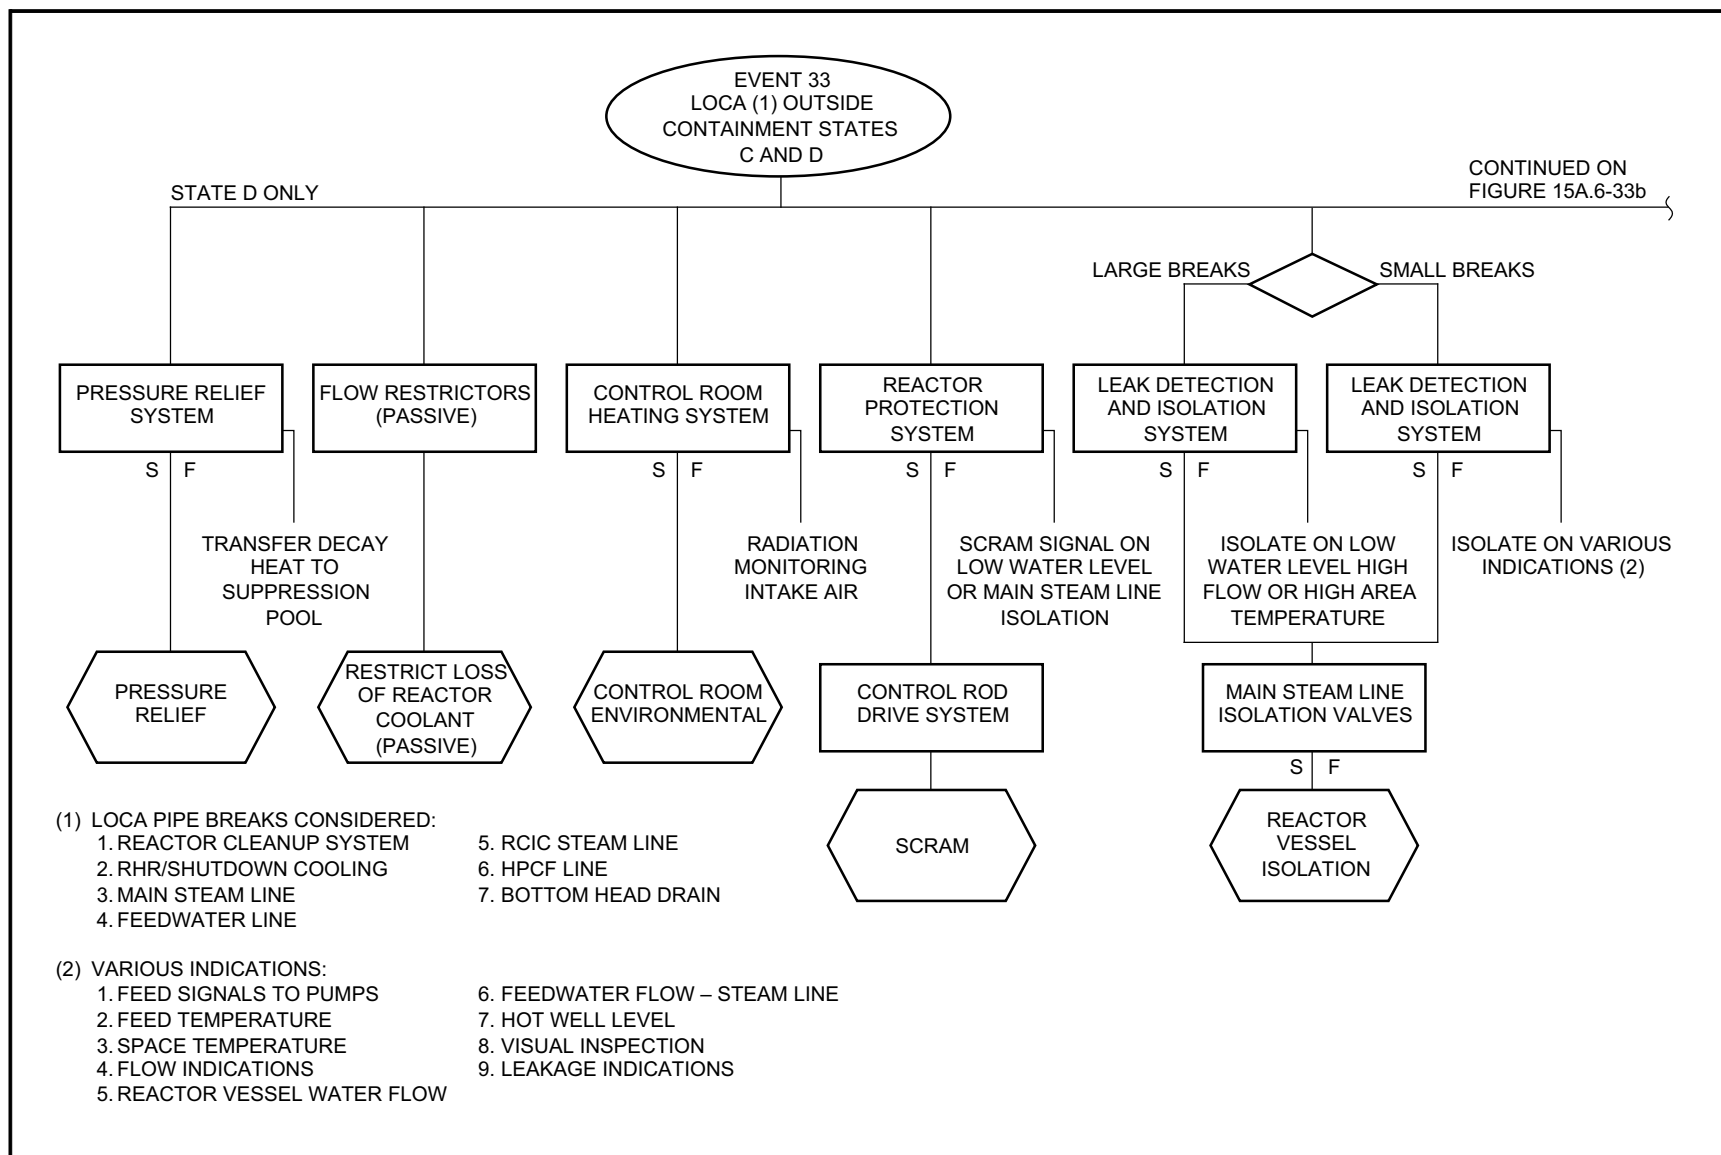 EVENT 33
LOCA (1) OUTSIDE
CONTAINMENT STATES
C AND D
STATE D ONLY
CONTINUED ON
FIGURE 15A.6-33b
LARGE BREAKS
SMALL BREAKS
PRESSURE RELIEF
SYSTEM
S F
FLOW RESTRICTORS
(PASSIVE)
CONTROL ROOM
HEATING SYSTEM
S F
REACTOR
PROTECTION
SYSTEM
S F
LEAK DETECTION
AND ISOLATION
SYSTEM
S F
LEAK DETECTION
AND ISOLATION
SYSTEM
S F
TRANSFER DECAY
HEAT TO
SUPPRESSION
POOL
RADIATION
MONITORING
INTAKE AIR
SCRAM SIGNAL ON
LOW WATER LEVEL
OR MAIN STEAM LINE
ISOLATION
ISOLATE ON LOW
WATER LEVEL HIGH
FLOW OR HIGH AREA
TEMPERATURE
ISOLATE ON VARIOUS
INDICATIONS (2)
PRESSURE
RELIEF
RESTRICT LOSS
OF REACTOR
COOLANT
(PASSIVE)
CONTROL ROOM
ENVIRONMENTAL
CONTROL ROD
DRIVE SYSTEM
MAIN STEAM LINE
ISOLATION VALVES
S F
SCRAM
REACTOR
VESSEL
ISOLATION
(1) LOCA PIPE BREAKS CONSIDERED:
1. REACTOR CLEANUP SYSTEM
2. RHR/SHUTDOWN COOLING
3. MAIN STEAM LINE
4. FEEDWATER LINE
5. RCIC STEAM LINE
6. HPCF LINE
7. BOTTOM HEAD DRAIN
(2) VARIOUS INDICATIONS:
1. FEED SIGNALS TO PUMPS
2. FEED TEMPERATURE
3. SPACE TEMPERATURE
4. FLOW INDICATIONS
5. REACTOR VESSEL WATER FLOW
6. FEEDWATER FLOW – STEAM LINE
7. HOT WELL LEVEL
8. VISUAL INSPECTION
9. LEAKAGE INDICATIONS